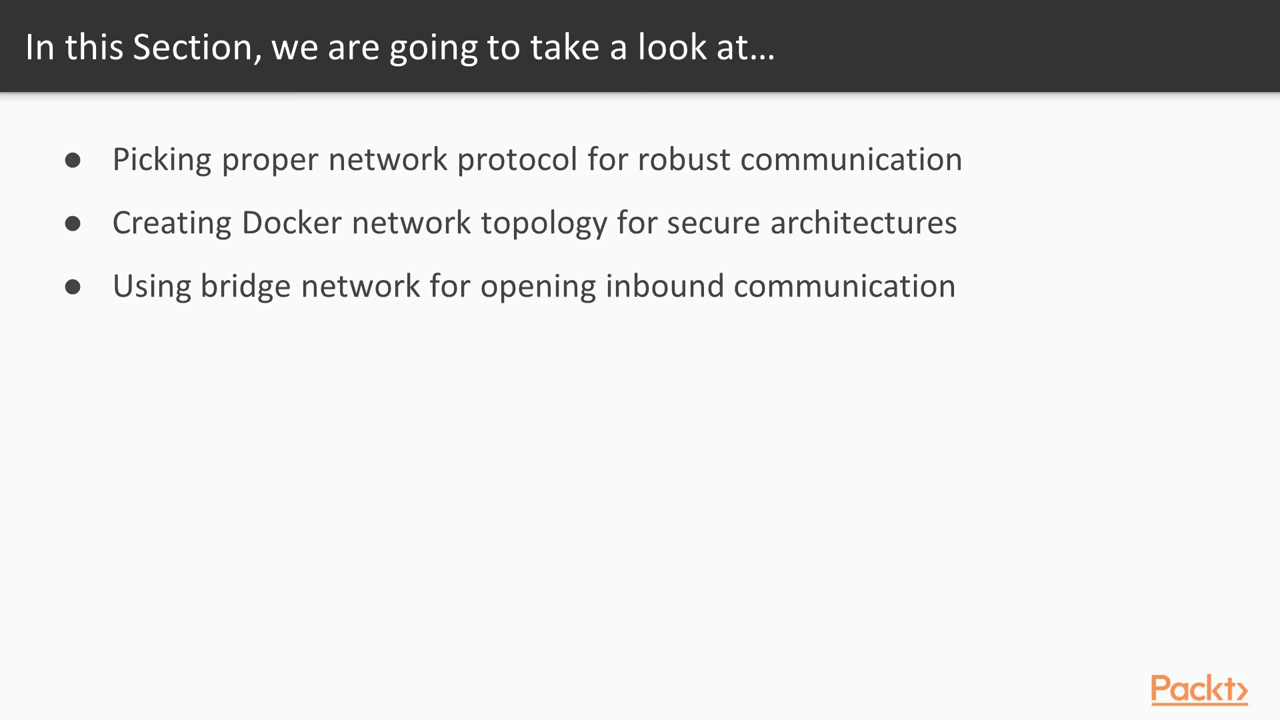 In this Section, we are going to take a look at...
● Picking proper network protocol for robust communication
● Creating Docker network topology for secure architectures
● Using bridge network for opening inbound communication
Packt>